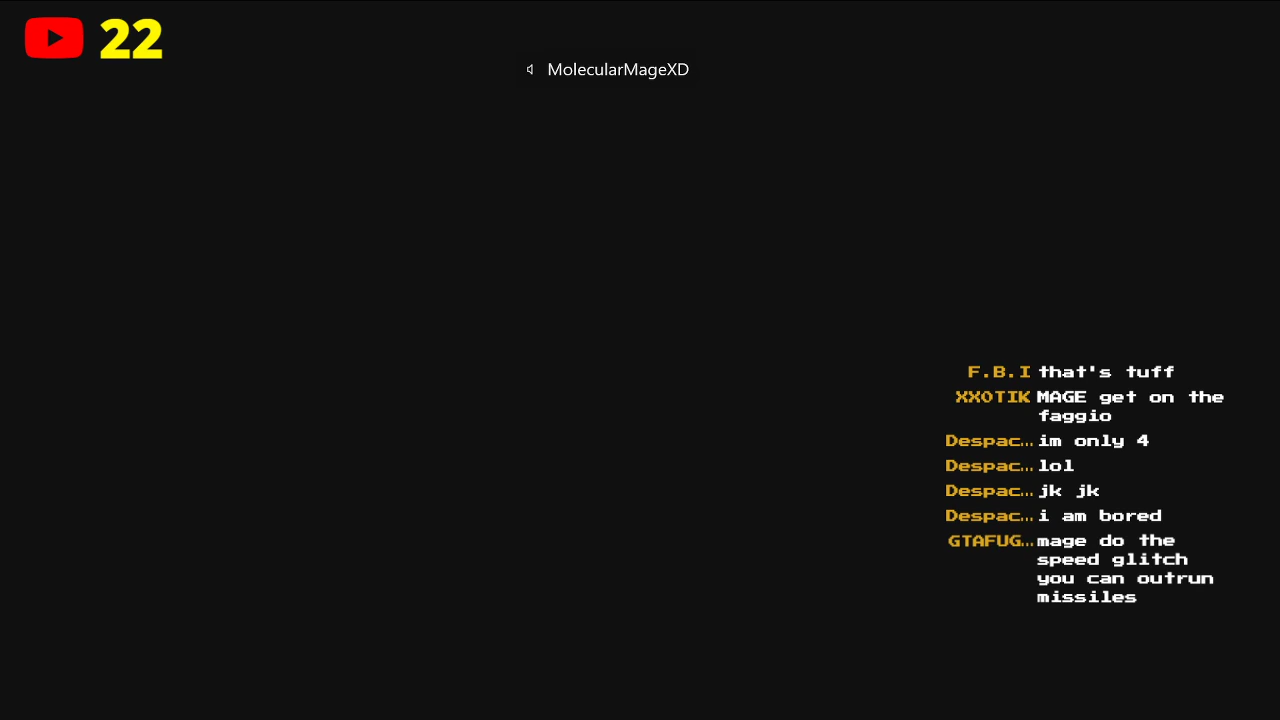 22
MolecularMageXD
F.B.I that's tuff
XXOTIK MAGE get on the
faggio
Despac... im only 4
Despac... lol
Despac... jk jk
Despac... i am bored
GTAFUG... mage do the
speed glitch
you can outrun
missiles